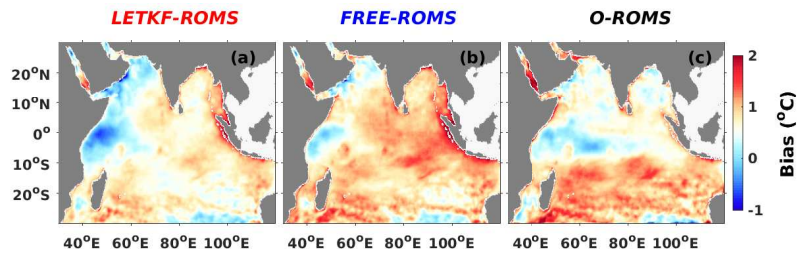 LETKF-ROMS FREE-ROMS O-ROMS
(a) (b) (c)
20°N
10°N
0°
10°S
20°S
40°E 60°E 80°E 100°E 40°E 60°E 80°E 100°E 40°E 60°E 80°E 100°E
2
1
0
-1
Bias (°C)